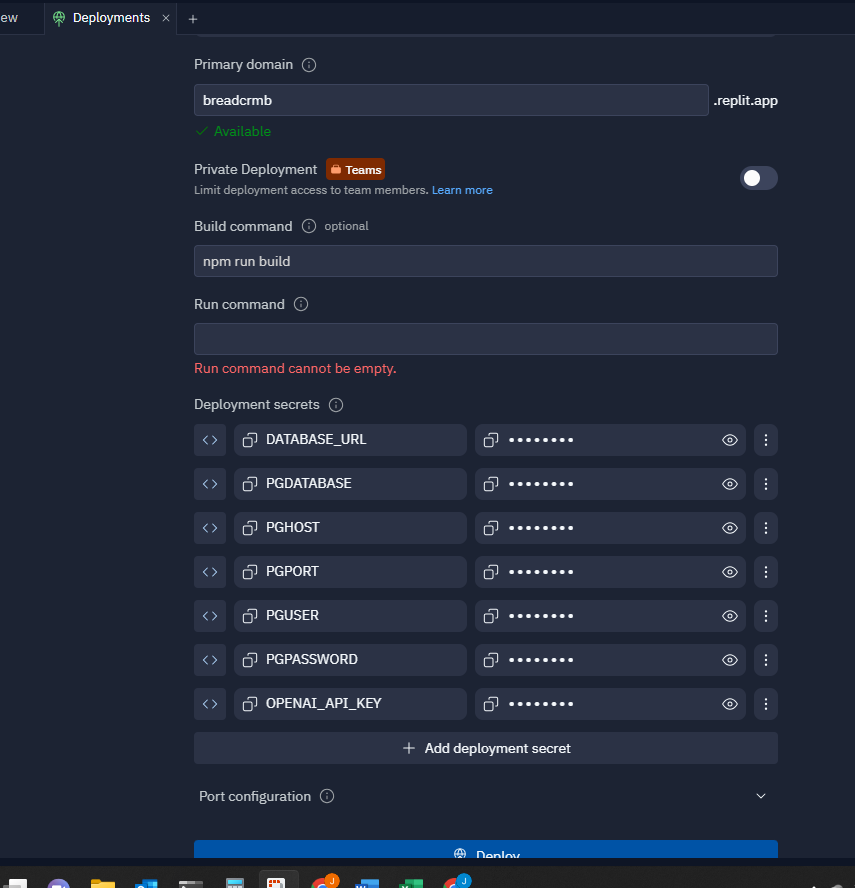 ew Deployments
Primary domain
breadcrmb .replit.app
Available
Private Deployment Teams
Limit deployment access to team members. Learn more
Build command optional
npm run build
Run command
Run command cannot be empty.
Deployment secrets
DATABASE_URL ••••••••
PGDATABASE ••••••••
PGHOST ••••••••
PGPORT ••••••••
PGUSER ••••••••
PGPASSWORD ••••••••
OPENAI_API_KEY ••••••••
Add deployment secret
Port configuration
Deploy
J J